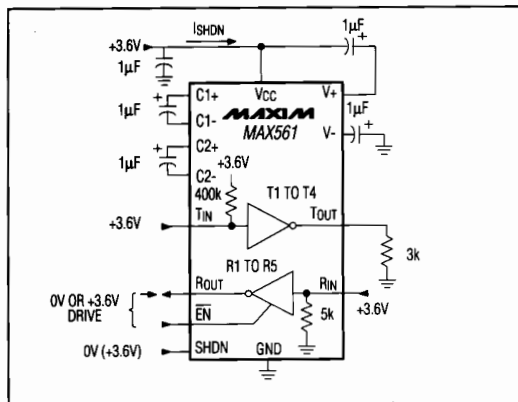 ISHDN
1µF
+3.6V
1µF
VCC
V+
C1+
1µF
C1-
MAXIM
MAX561
1µF
V-
C2+
1µF
C2-
+3.6V
400k
T1 TO T4
+3.6V
TIN
TOUT
3k
R1 TO R5
ROUT
RIN
0V OR +3.6V
DRIVE
+3.6V
5k
EN
0V (+3.6V)
SHDN
GND